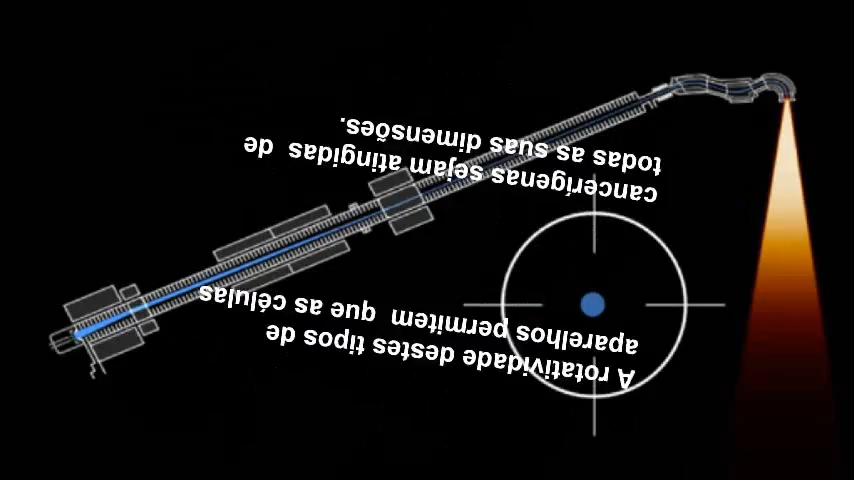 A rotatividade destes tipos de
aparelhos permitem que as células
cancerígenas sejam atingidas de
todas as suas dimensões.